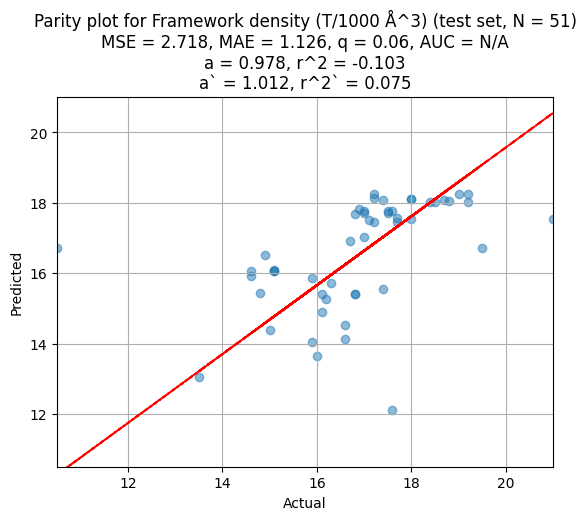 Parity plot for Framework density (T/1000 Å^3) (test set, N = 51)
MSE = 2.718, MAE = 1.126, q = 0.06, AUC = N/A
a = 0.978, r^2 = -0.103
a` = 1.012, r^2` = 0.075
20
18
16
14
12
Predicted
12 14 16 18 20
Actual